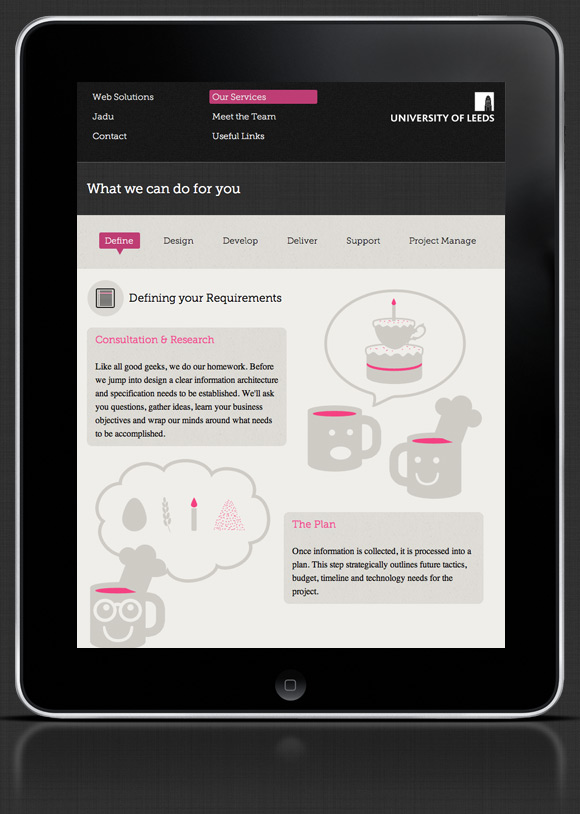 Web Solutions
Our Services
Jadu
Meet the Team
Contact
Useful Links
UNIVERSITY OF LEEDS
What we can do for you
Define
Design
Develop
Deliver
Support
Project Manage
Defining your Requirements
Consultation & Research
Like all good geeks, we do our homework. Before
we jump into design a clear information architecture
and specification needs to be established. We'll ask
you questions, gather ideas, learn your business
objectives and wrap our minds around what needs
to be accomplished.
The Plan
Once information is collected, it is processed into a
plan. This step strategically outlines future tactics,
budget, timeline and technology needs for the
project.